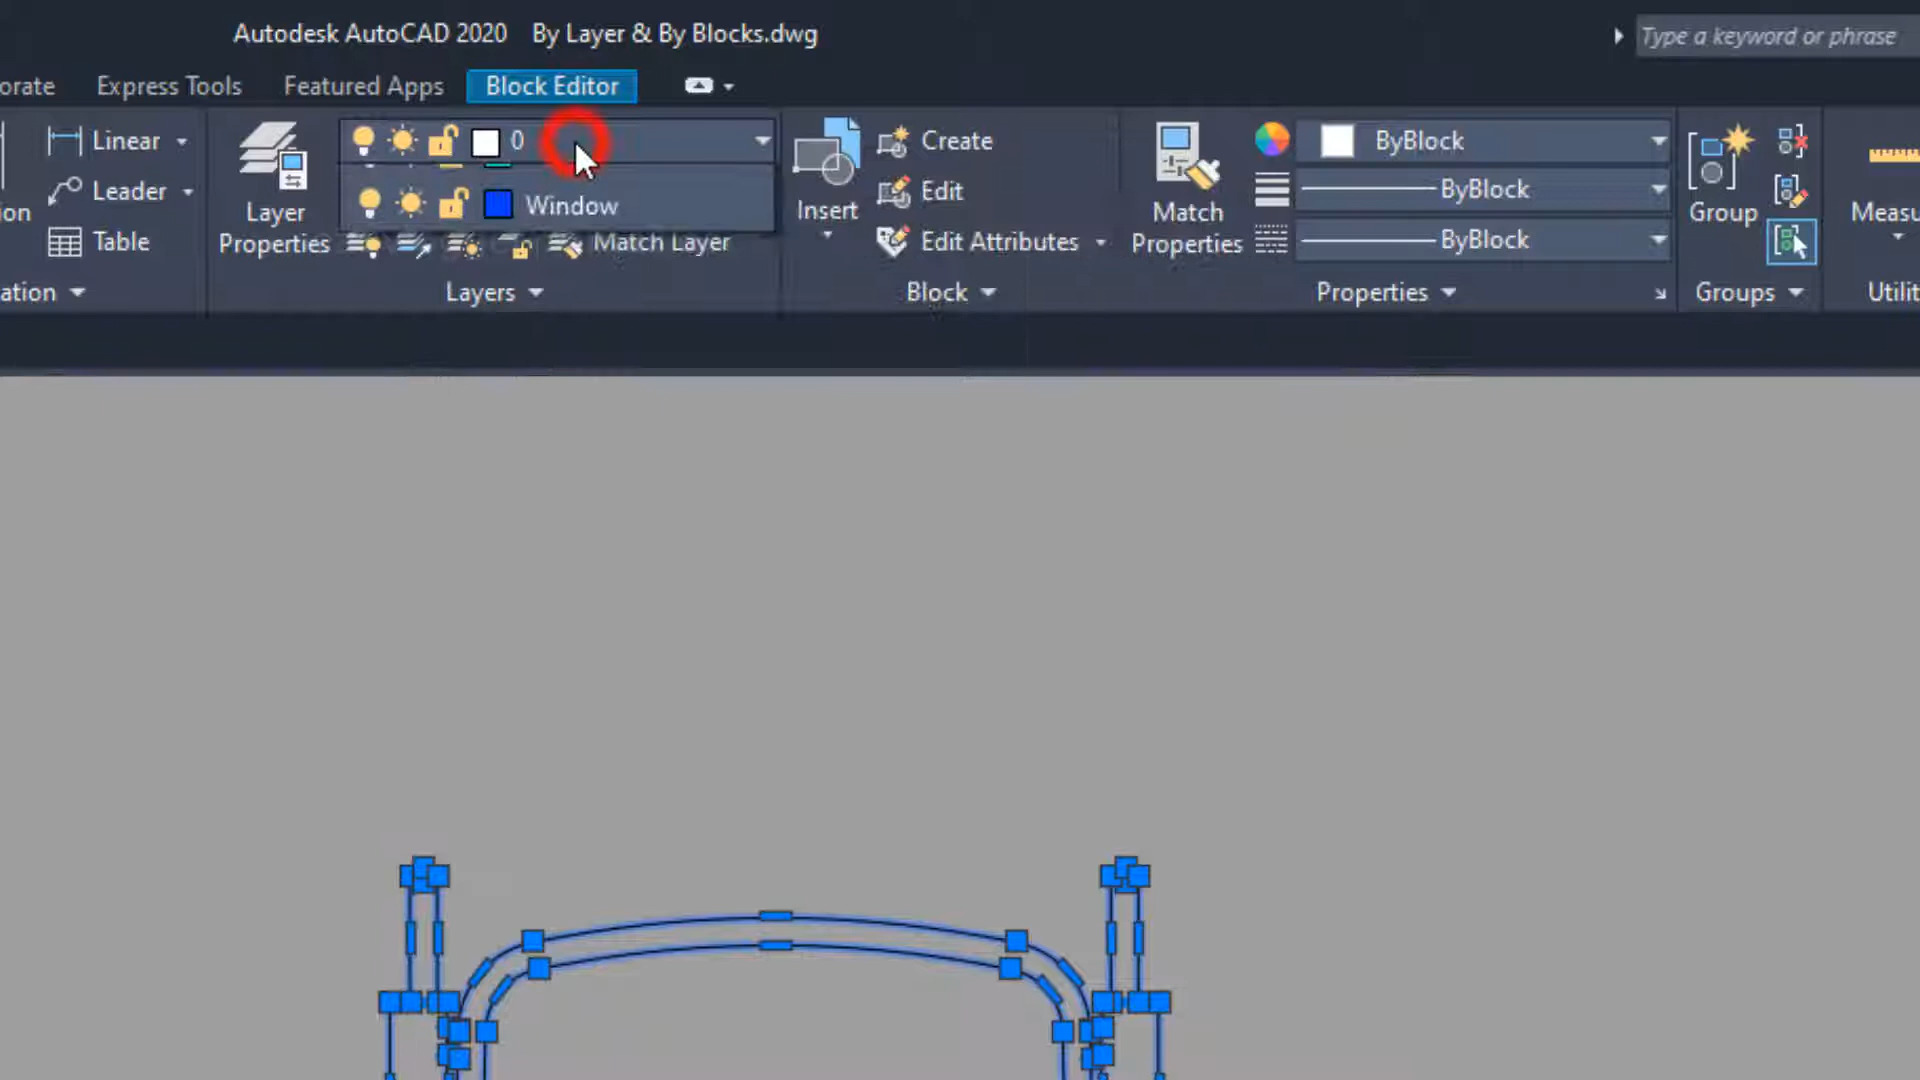 Autodesk AutoCAD 2020 By Layer & By Blocks.dwg
Type a keyword or phrase
orate Express Tools Featured Apps Block Editor
Linear 0 Create ByBlock
Leader Window Edit ByBlock
ion Layer Insert Match Group Measu
Table Properties Match Layer Edit Attributes Properties ByBlock
ation Layers Block Properties Groups Utilit